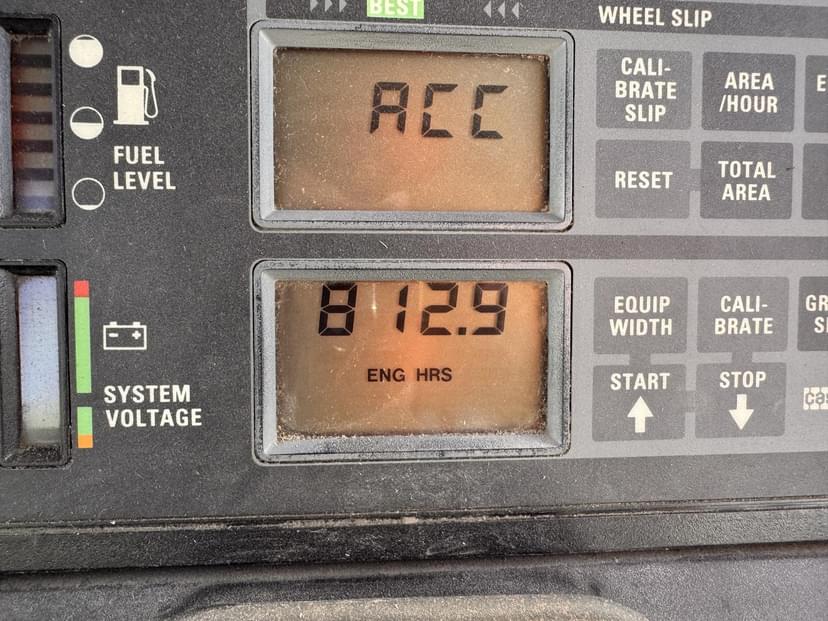 BEST
WHEEL SLIP
ACC
CALI-
BRATE
SLIP
AREA
/HOUR
FUEL
LEVEL
RESET
TOTAL
AREA
812.9
ENG HRS
EQUIP
WIDTH
CALI-
BRATE
START
STOP
SYSTEM
VOLTAGE